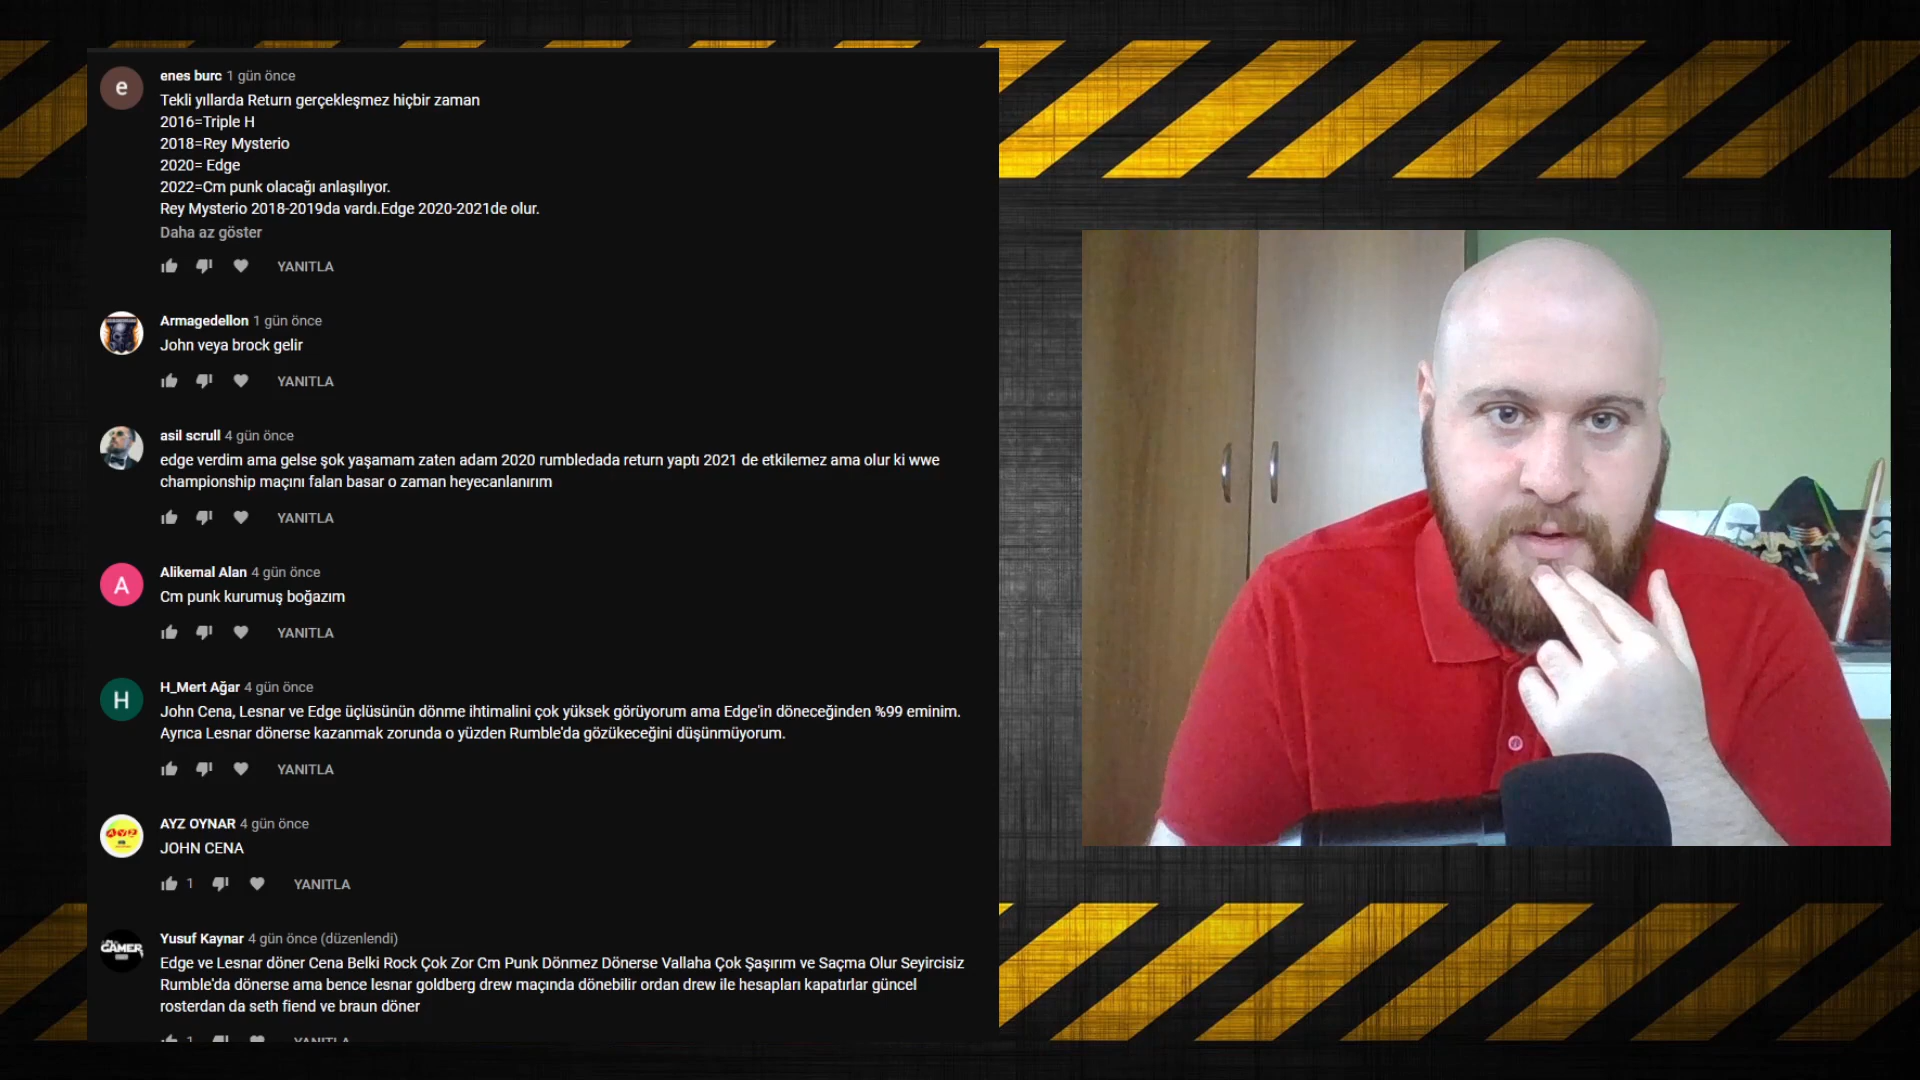 enes burc 1 gün önce
Tekli yıllarda Return gerçekleşmez hiçbir zaman
2016=Triple H
2018=Rey Mysterio
2020= Edge
2022=Cm punk olacağı anlaşılıyor.
Rey Mysterio 2018-2019da vardı.Edge 2020-2021de olur.
Daha az göster
YANITLA
Armagedellon 1 gün önce
John veya brock gelir
YANITLA
asil scrull 4 gün önce
edge verdim ama gelse şok yaşamam zaten adam 2020 rumbledada return yaptı 2021 de etkilemez ama olur ki wwe
championship maçını falan basar o zaman heyecanlanırım
YANITLA
Alikemal Alan 4 gün önce
Cm punk kurumuş boğazım
YANITLA
H_Mert Ağar 4 gün önce
John Cena, Lesnar ve Edge üçlüsünün dönme ihtimalini çok yüksek görüyorum ama Edge'in döneceğinden %99 eminim.
Ayrıca Lesnar dönerse kazanmak zorunda o yüzden Rumble'da gözükeceğini düşünmüyorum.
YANITLA
AYZ OYNAR 4 gün önce
JOHN CENA
1 YANITLA
Yusuf Kaynar 4 gün önce (düzenlendi)
Edge ve Lesnar döner Cena Belki Rock Çok Zor Cm Punk Dönmez Dönerse Vallaha Çok Şaşırım ve Saçma Olur Seyircisiz
Rumble'da dönerse ama bence lesnar goldberg drew maçında dönebilir ordan drew ile hesapları kapatırlar güncel
rosterdan da seth fiend ve braun döner
1 YANITLA
e
A
H
AYZ
GAMER